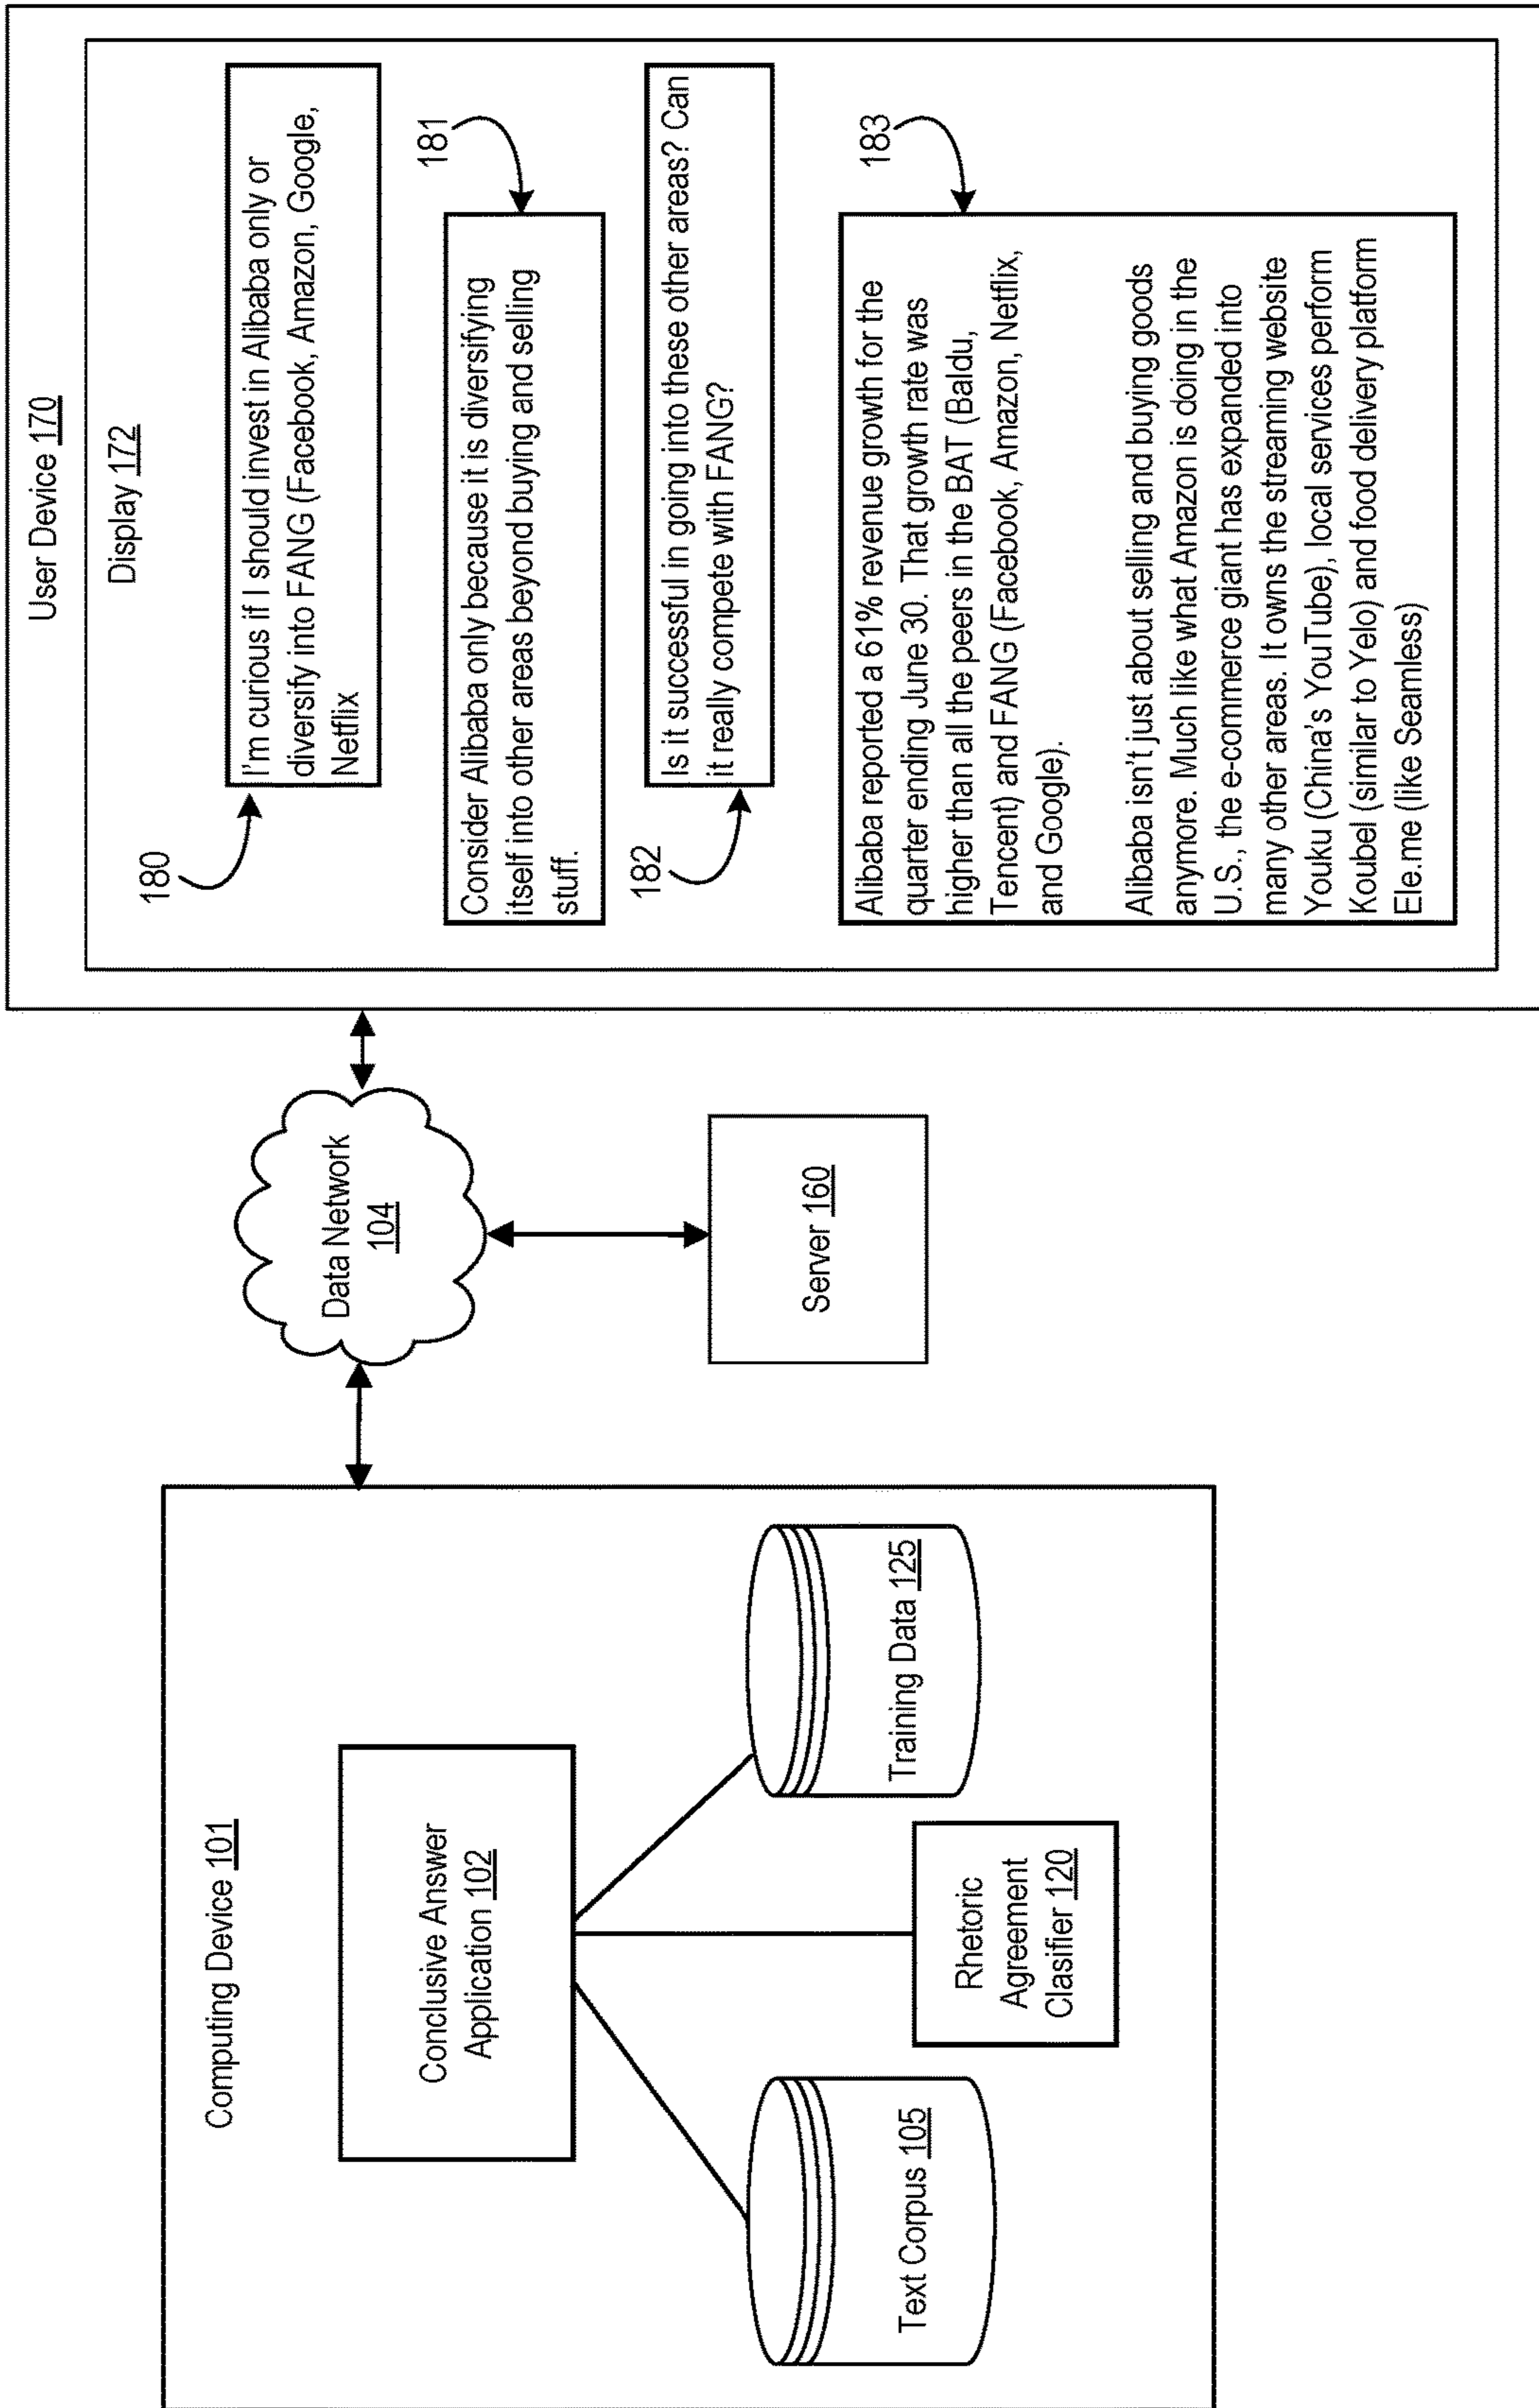 Computing Device 101
Conclusive Answer
Application 102
Text Corpus 105
Rhetoric
Agreement
Clasifier 120
Training Data 125
Data Network
104
Server 160
User Device 170
Display 172
180
I'm curious if I should invest in Alibaba only or
diversify into FANG (Facebook, Amazon, Google,
Netflix
181
Consider Alibaba only because it is diversifying
itself into other areas beyond buying and selling
stuff.
182
Is it successful in going into these other areas? Can
it really compete with FANG?
183
Alibaba reported a 61% revenue growth for the
quarter ending June 30. That growth rate was
higher than all the peers in the BAT (Baldu,
Tencent) and FANG (Facebook, Amazon, Netflix,
and Google).
Alibaba isn't just about selling and buying goods
anymore. Much like what Amazon is doing in the
U.S., the e-commerce giant has expanded into
many other areas. It owns the streaming website
Youku (China's YouTube), local services perform
Koubel (similar to Yelo) and food delivery platform
Ele.me (like Seamless)